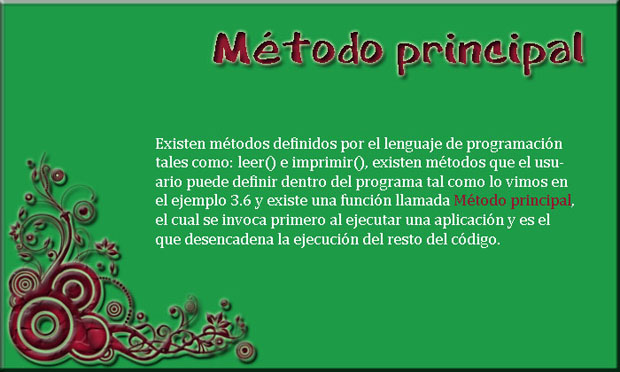 Método principal
Existen métodos definidos por el lenguaje de programación
tales como: leer() e imprimir(), existen métodos que el usu-
ario puede definir dentro del programa tal como lo vimos en
el ejemplo 3.6 y existe una función llamada Método principal,
el cual se invoca primero al ejecutar una aplicación y es el
que desencadena la ejecución del resto del código.